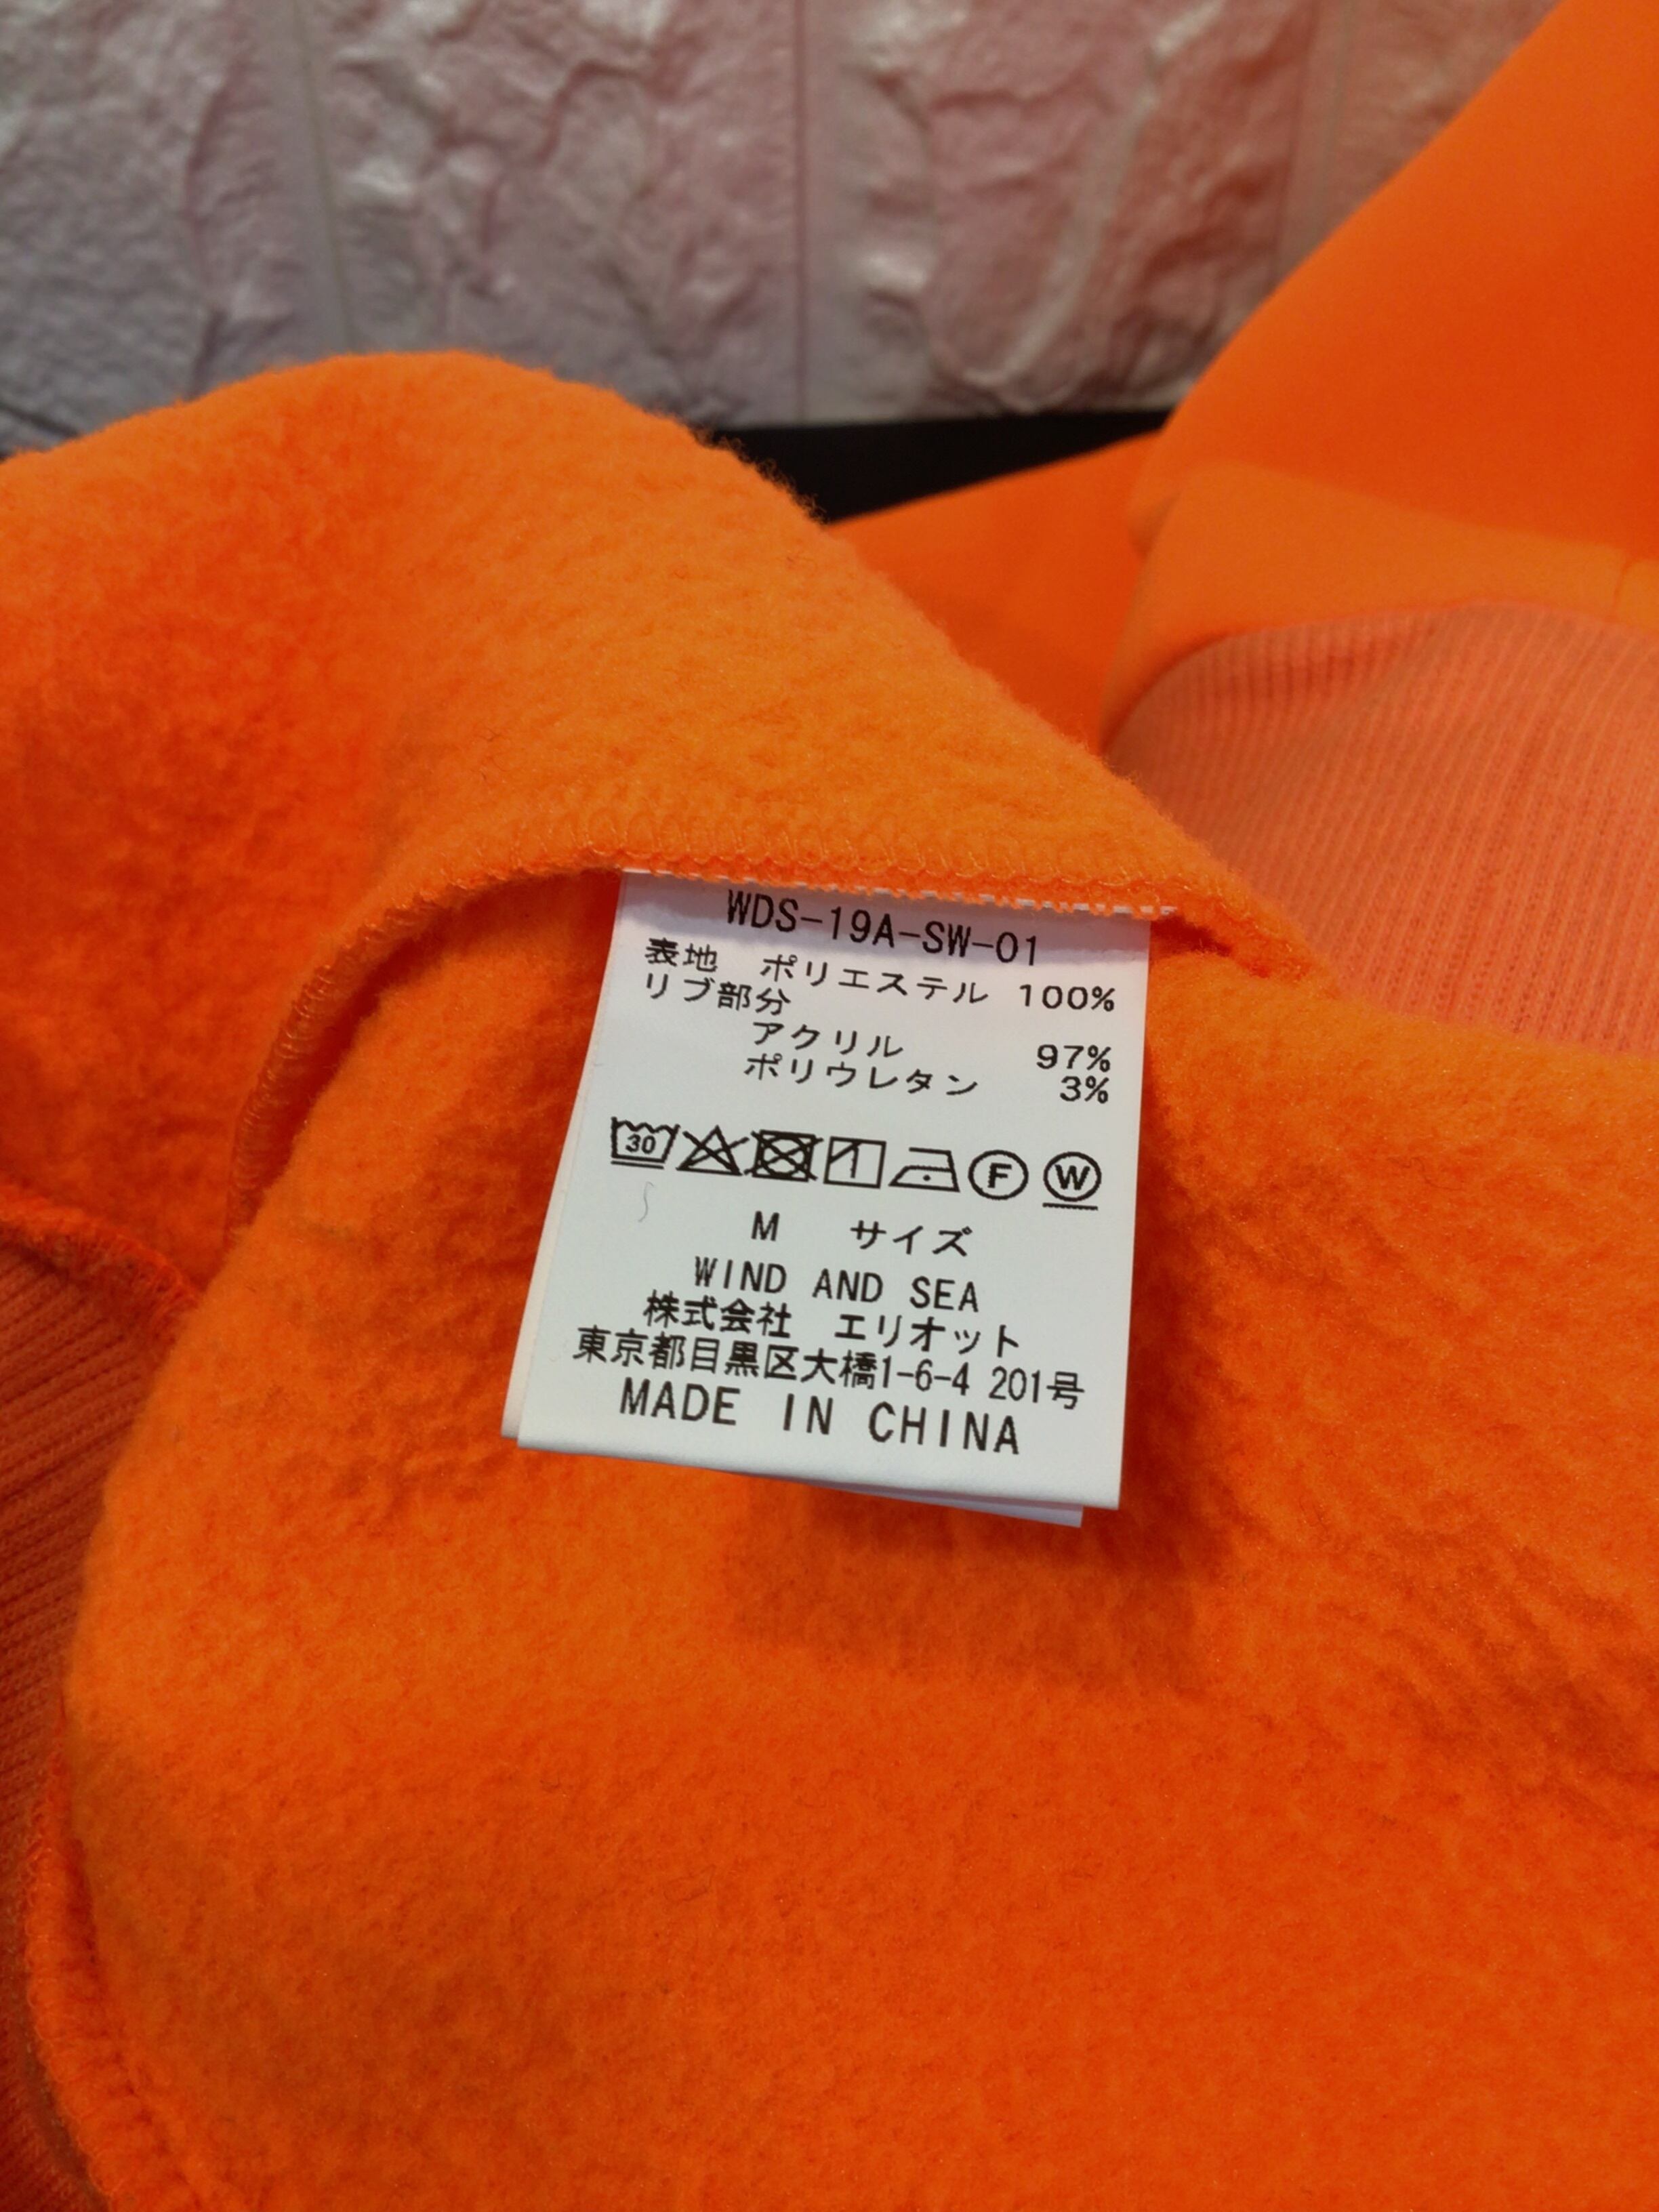 WDS-19A-SW-01
表地 ポリエステル 100%
リブ部分
アクリル 97%
ポリウレタン 3%
30 F W
M サイズ
WIND AND SEA
株式会社 エリオット
東京都目黒区大橋1-6-4 201号
MADE IN CHINA